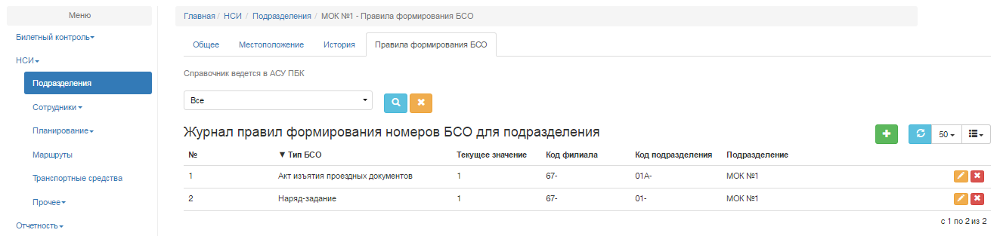 Меню
Билетный контроль
НСИ
Подразделения
Сотрудники
Планирование
Маршруты
Транспортные средства
Прочее
Отчетность
Главная / НСИ / Подразделения / МОК №1 - Правила формирования БСО
Общее Местоположение История Правила формирования БСО
Справочник ведется в АСУ ПБК
Все
Журнал правил формирования номеров БСО для подразделения
50
№ ▼ Тип БСО Текущее значение Код филиала Код подразделения Подразделение
1 Акт изъятия проездных документов 1 67- 01А- МОК №1
2 Наряд-задание 1 67- 01- МОК №1
с 1 по 2 из 2